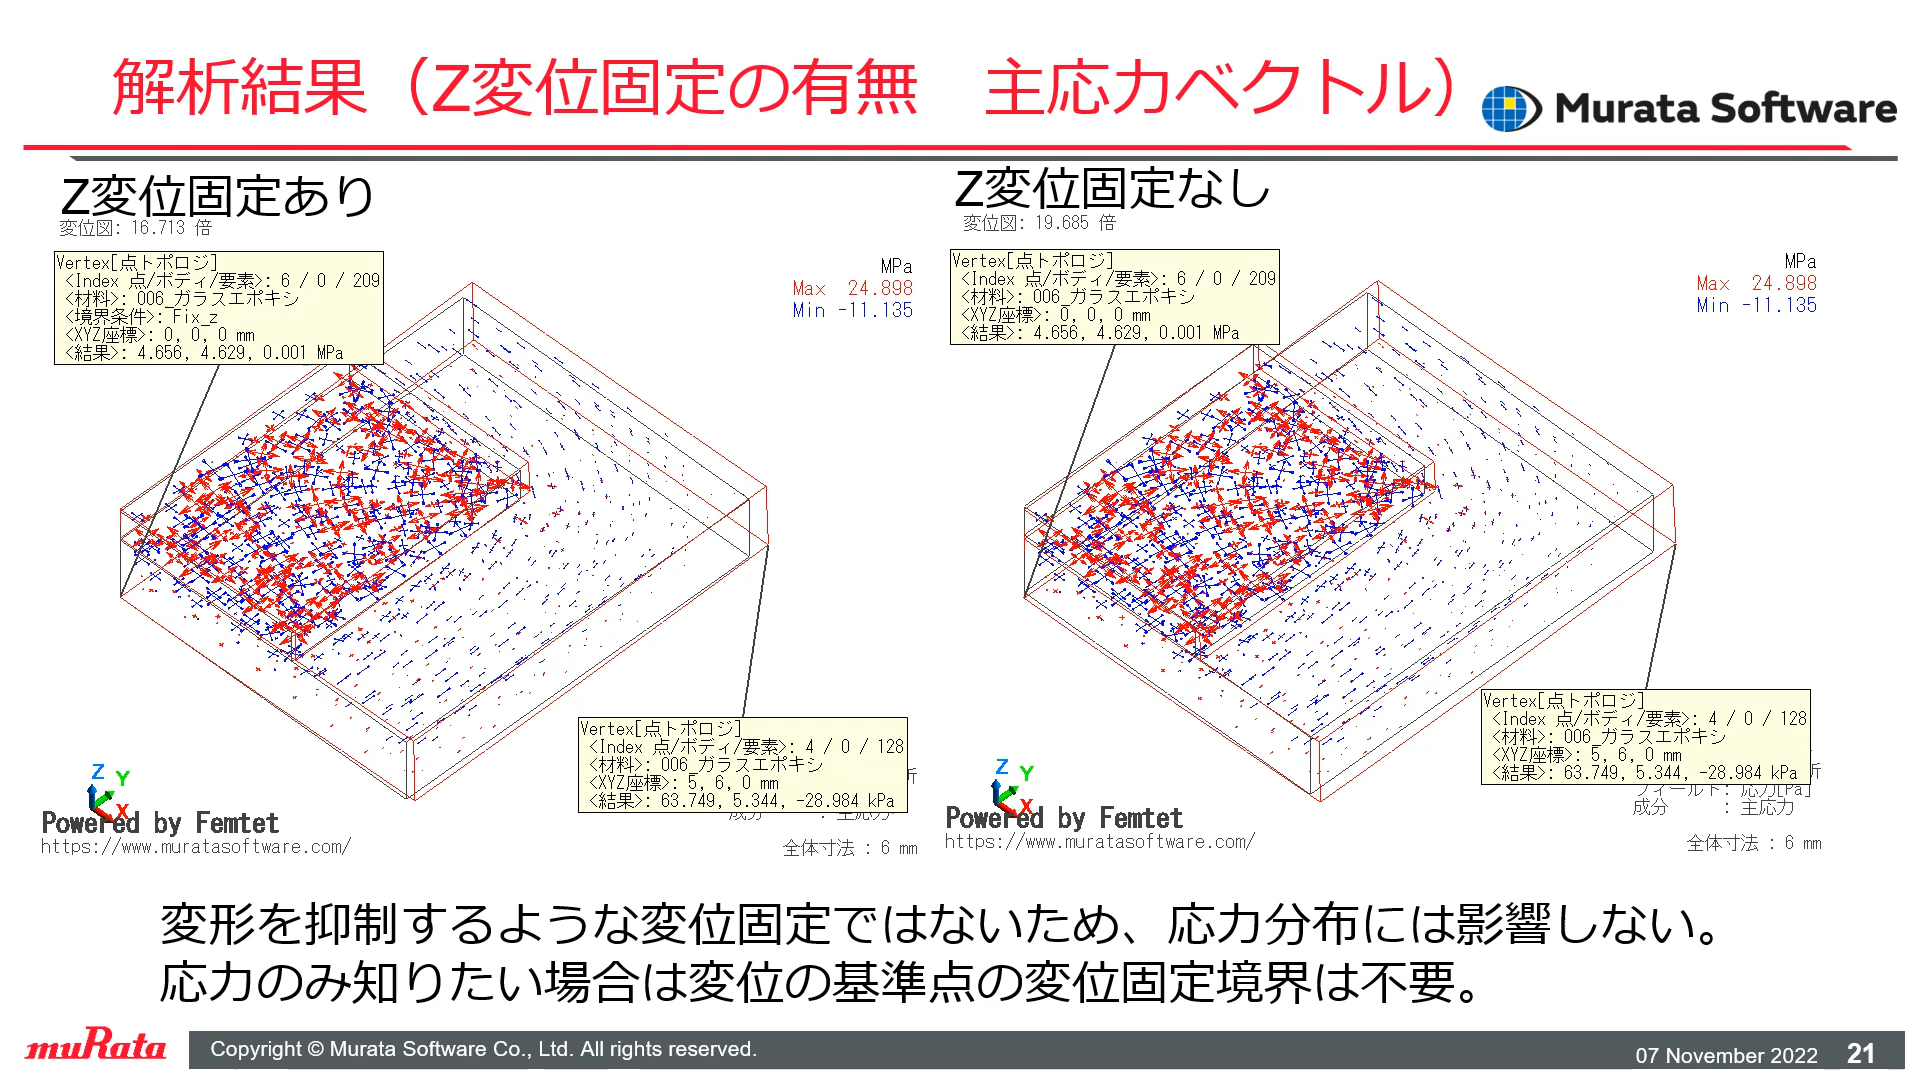 解析結果（Z変位固定の有無　主応力ベクトル）
Murata Software
Z変位固定あり
変位図: 16.713 倍
Vertex[点トポロジ]
<Index 点/ボディ/要素>: 6 / 0 / 209
<材料>: 006_ガラスエポキシ
<境界条件>: Fix_z
<XYZ座標>: 0, 0, 0 mm
<結果>: 4.656, 4.629, 0.001 MPa
MPa
Max 24.898
Min -11.135
Vertex[点トポロジ]
<Index 点/ボディ/要素>: 4 / 0 / 128
<材料>: 006_ガラスエポキシ
<XYZ座標>: 5, 6, 0 mm
<結果>: 63.749, 5.344, -28.984 kPa
析
Z
Y
X
Powered by Femtet
https://www.muratasoftware.com/
全体寸法 : 6 mm
Z変位固定なし
変位図: 19.685 倍
Vertex[点トポロジ]
<Index 点/ボディ/要素>: 6 / 0 / 209
<材料>: 006_ガラスエポキシ
<XYZ座標>: 0, 0, 0 mm
<結果>: 4.656, 4.629, 0.001 MPa
MPa
Max 24.898
Min -11.135
Vertex[点トポロジ]
<Index 点/ボディ/要素>: 4 / 0 / 128
<材料>: 006_ガラスエポキシ
<XYZ座標>: 5, 6, 0 mm
<結果>: 63.749, 5.344, -28.984 kPa
析
フィールド: 応力[Pa]
成分 : 主応力
Z
Y
X
Powered by Femtet
https://www.muratasoftware.com/
全体寸法 : 6 mm
変形を抑制するような変位固定ではないため、応力分布には影響しない。
応力のみ知りたい場合は変位の基準点の変位固定境界は不要。
muRata
Copyright © Murata Software Co., Ltd. All rights reserved.
07 November 2022
21